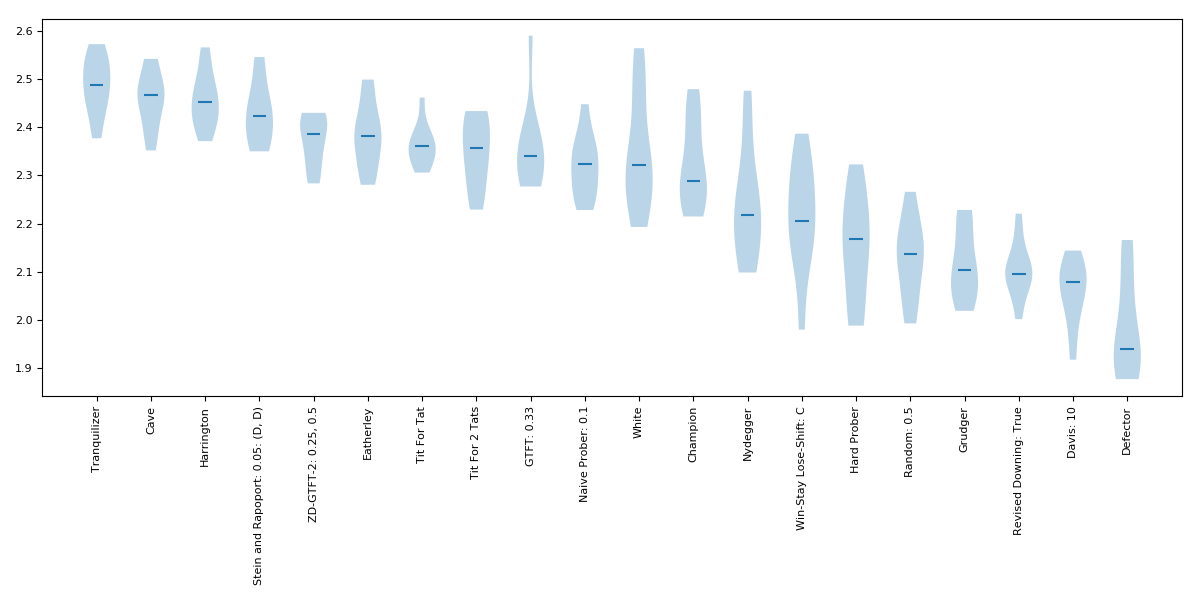 2.6
2.5
2.4
2.3
2.2
2.1
2.0
1.9
Tranquilizer
Cave
Harrington
Stein and Rapoport: 0.05: (D, D)
ZD-GTFT-2: 0.25, 0.5
Eatherley
Tit For Tat
Tit For 2 Tats
GTFT: 0.33
Naive Prober: 0.1
White
Champion
Nydegger
Win-Stay Lose-Shift: C
Hard Prober
Random: 0.5
Grudger
Revised Downing: True
Davis: 10
Defector